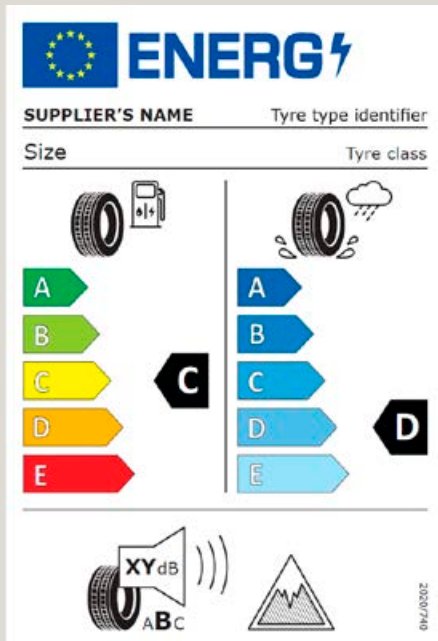 ENERG
SUPPLIER'S NAME Tyre type identifier
Size Tyre class
A A
B B
C C C
D D D
E E
XYdB
ABC
2020/740